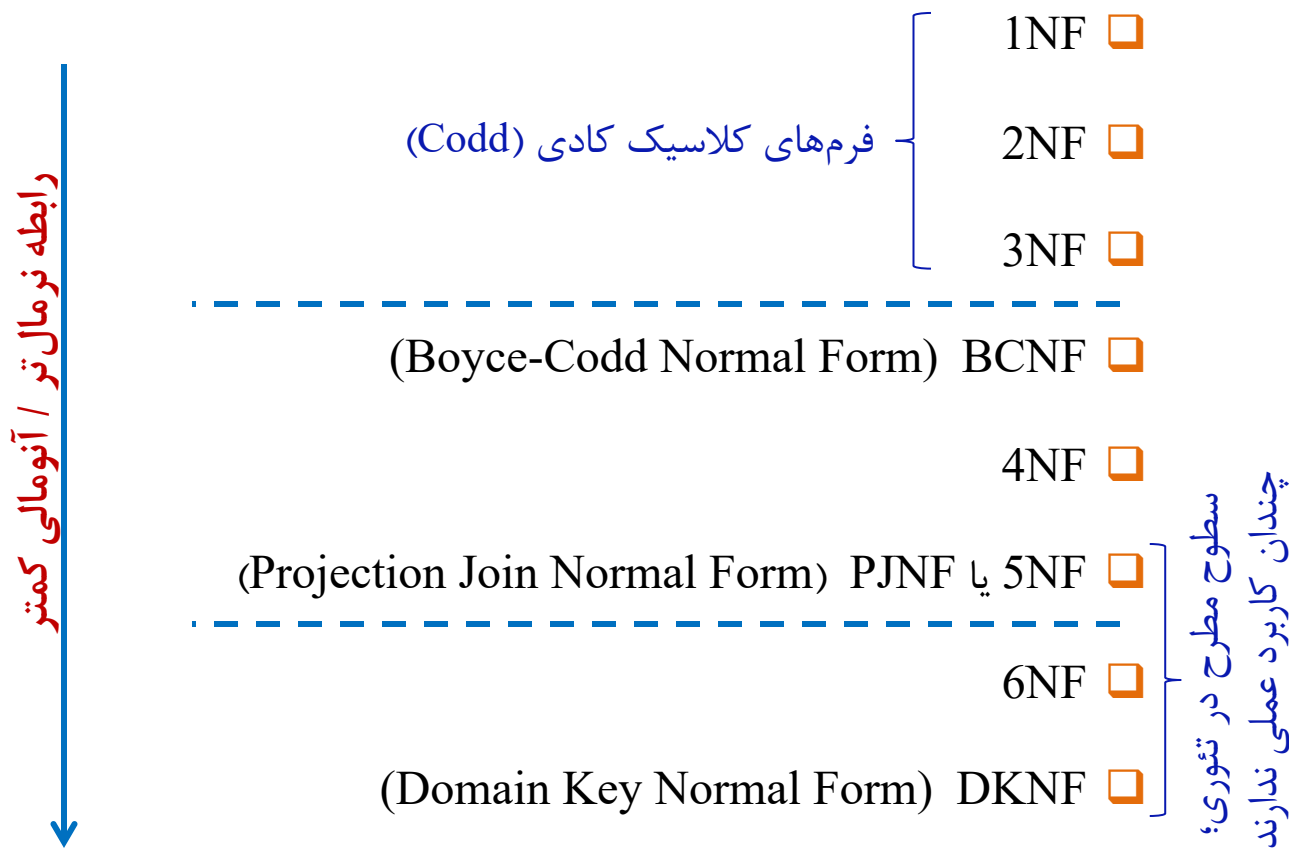 1NF
2NF
فرم‌های کلاسیک کادی (Codd)
3NF
BCNF (Boyce-Codd Normal Form)
4NF
5NF یا PJNF (Projection Join Normal Form)
6NF
DKNF (Domain Key Normal Form)
سطوح مطرح در تئوری؛
چندان کاربرد عملی ندارند
رابطه نرمال‌تر / آنومالی کمتر